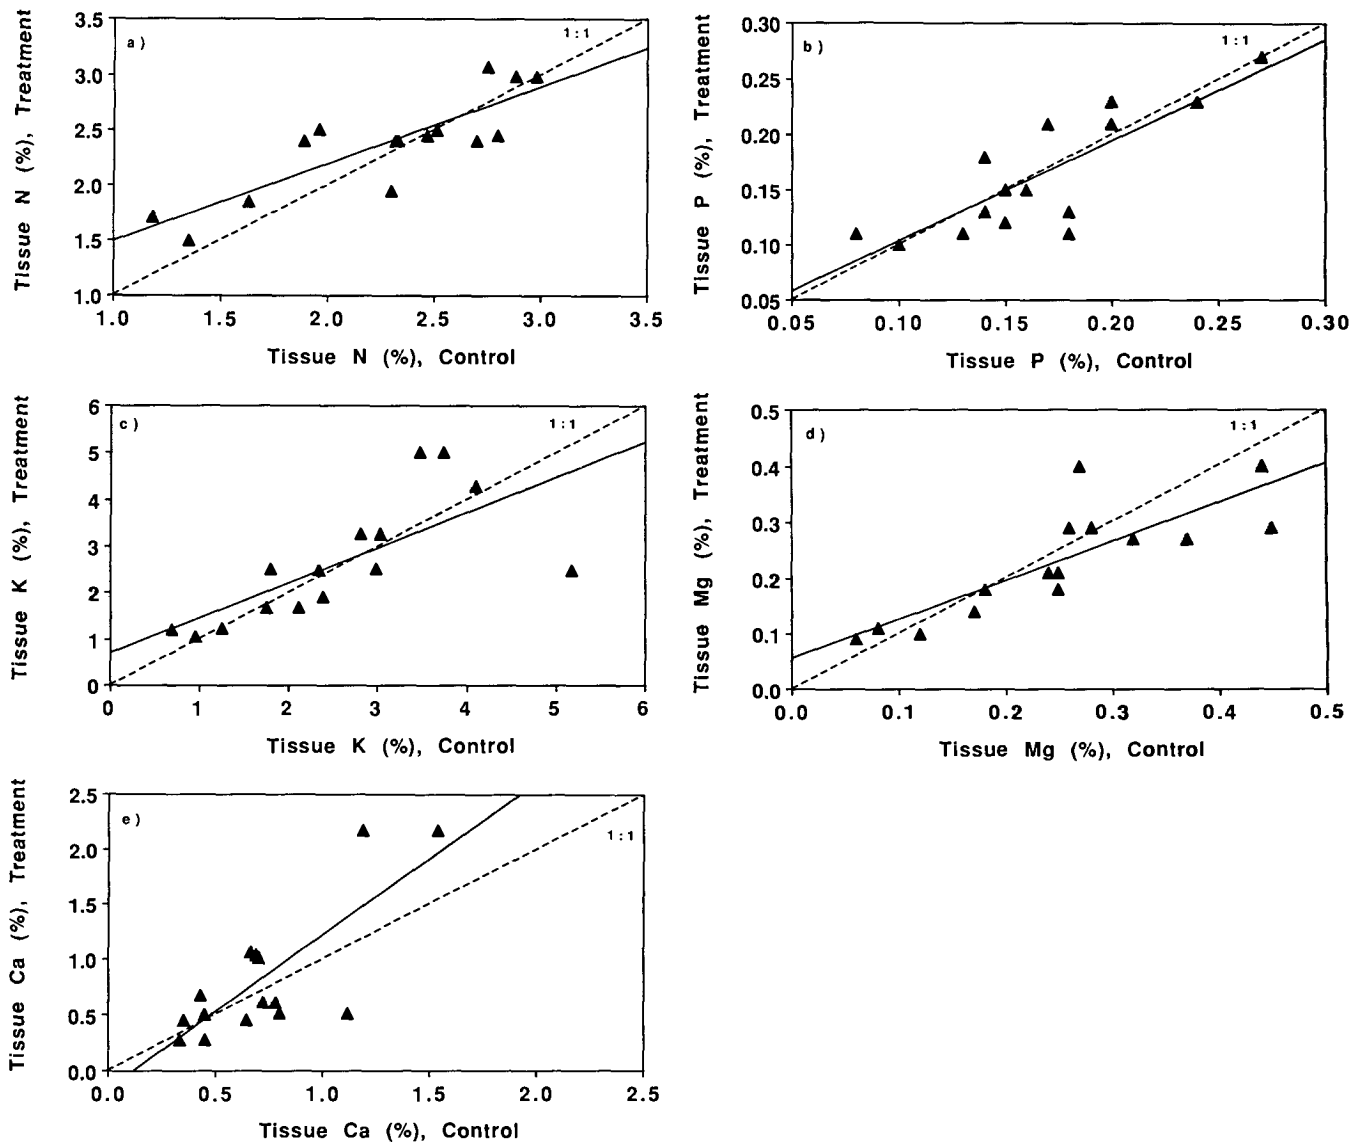 Tissue N (%), Treatment
a)
1:1
3.5
3.0
2.5
2.0
1.5
1.0
1.0 1.5 2.0 2.5 3.0 3.5
Tissue N (%), Control
Tissue P (%), Treatment
b)
1:1
0.30
0.25
0.20
0.15
0.10
0.05
0.05 0.10 0.15 0.20 0.25 0.30
Tissue P (%), Control
Tissue K (%), Treatment
c)
1:1
6
5
4
3
2
1
0
0 1 2 3 4 5 6
Tissue K (%), Control
Tissue Mg (%), Treatment
d)
1:1
0.5
0.4
0.3
0.2
0.1
0.0
0.0 0.1 0.2 0.3 0.4 0.5
Tissue Mg (%), Control
Tissue Ca (%), Treatment
e)
1:1
2.5
2.0
1.5
1.0
0.5
0.0
0.0 0.5 1.0 1.5 2.0 2.5
Tissue Ca (%), Control